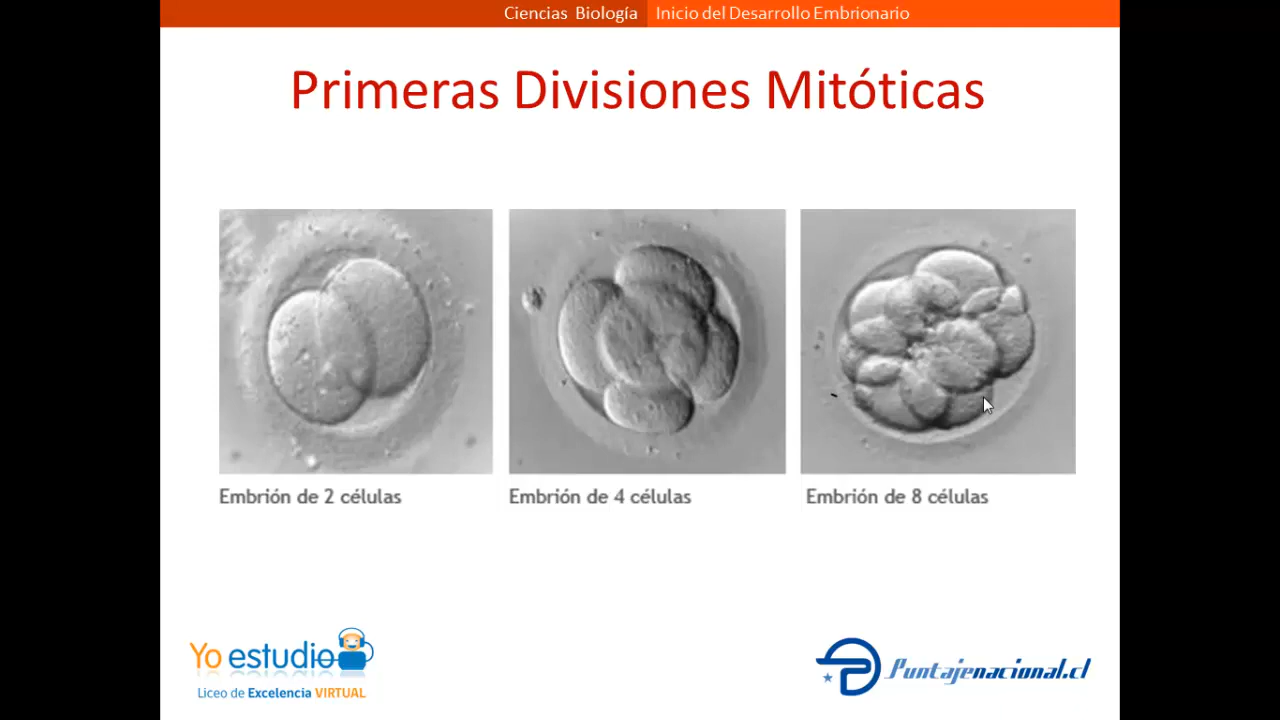 Ciencias Biología Inicio del Desarrollo Embrionario
Primeras Divisiones Mitóticas
Embrión de 2 células
Embrión de 4 células
Embrión de 8 células
Yo estudio
Liceo de Excelencia VIRTUAL
Puntajenacional.cl